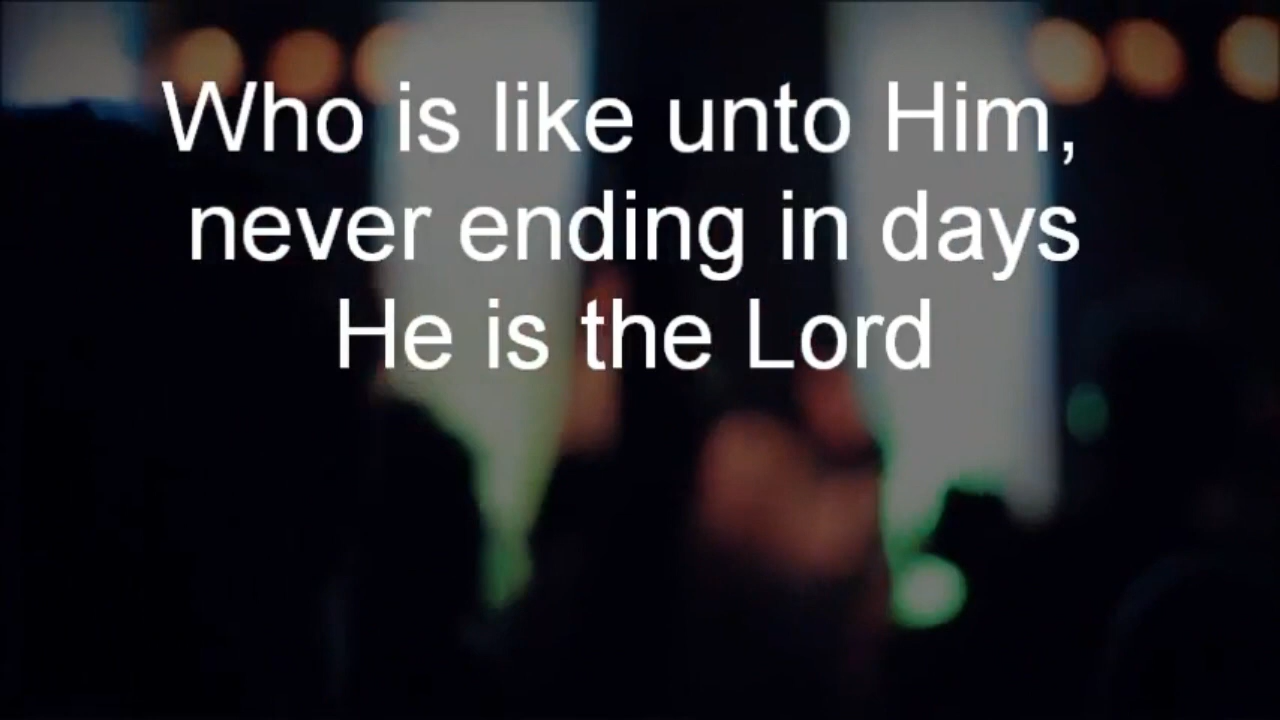 Who is like unto Him,
never ending in days
He is the Lord